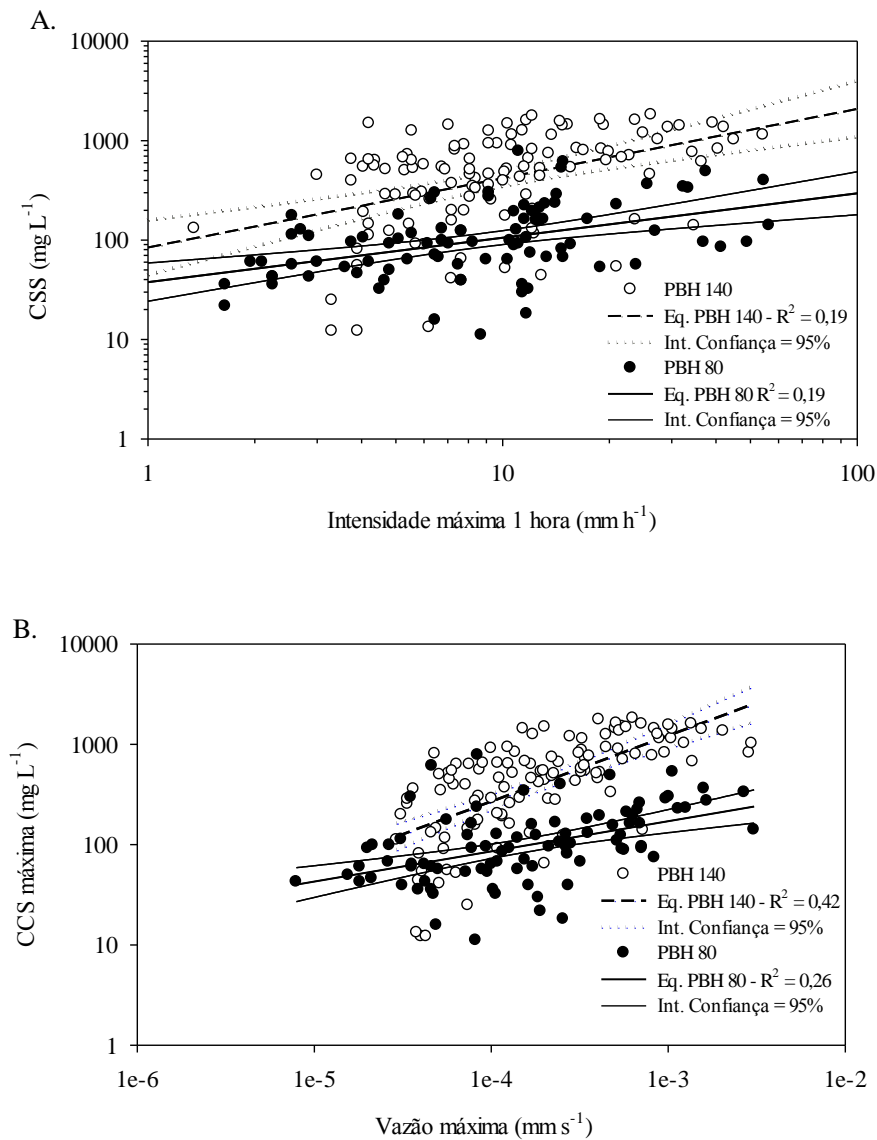 A.
10000
1000
100
10
1
CSS (mg L⁻¹)
PBH 140
Eq. PBH 140 - R² = 0,19
Int. Confiança = 95%
PBH 80
Eq. PBH 80 R² = 0,19
Int. Confiança = 95%
1 10 100
Intensidade máxima 1 hora (mm h⁻¹)
B.
10000
1000
100
10
1
CCS máxima (mg L⁻¹)
PBH 140
Eq. PBH 140 - R² = 0,42
Int. Confiança = 95%
PBH 80
Eq. PBH 80 - R² = 0,26
Int. Confiança = 95%
1e-6 1e-5 1e-4 1e-3 1e-2
Vazão máxima (mm s⁻¹)